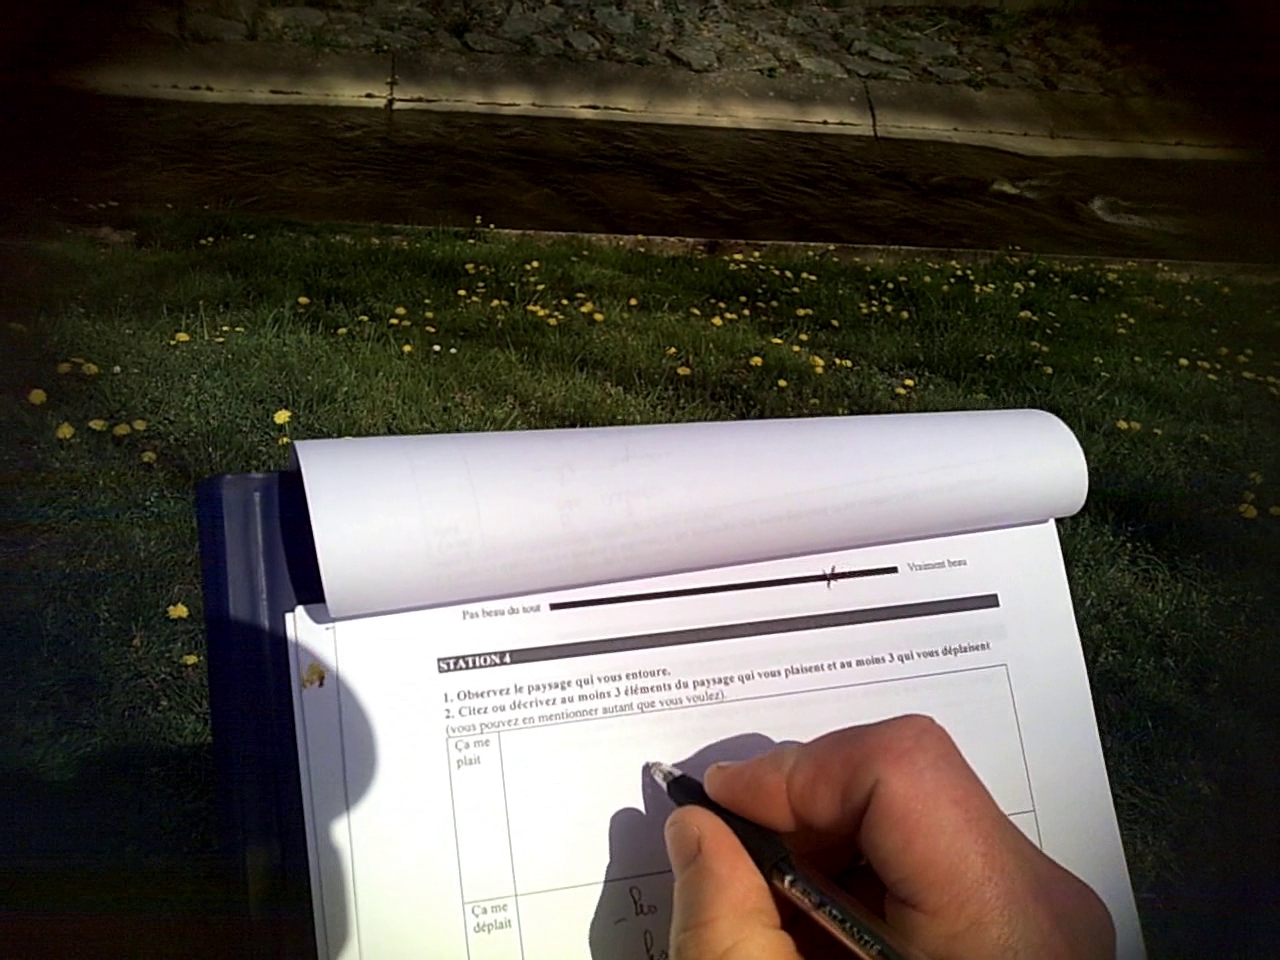 Pas beau du tout Vraiment beau
STATION 4
1. Observez le paysage qui vous entoure.
2. Citez ou décrivez au moins 3 éléments du paysage qui vous plaisent et au moins 3 qui vous déplaisent
(vous pouvez en mentionner autant que vous voulez).
Ça me
plait
Ça me
déplait
ATLANTIS